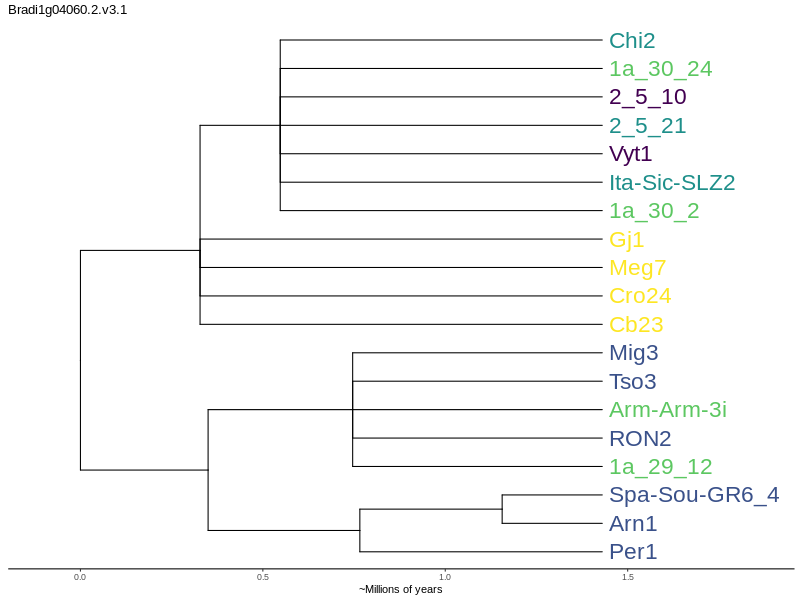 Bradi1g04060.2.v3.1
Chi2
1a_30_24
2_5_10
2_5_21
Vyt1
Ita-Sic-SLZ2
1a_30_2
Gj1
Meg7
Cro24
Cb23
Mig3
Tso3
Arm-Arm-3i
RON2
1a_29_12
Spa-Sou-GR6_4
Arn1
Per1
0.0 0.5 1.0 1.5
~Millions of years